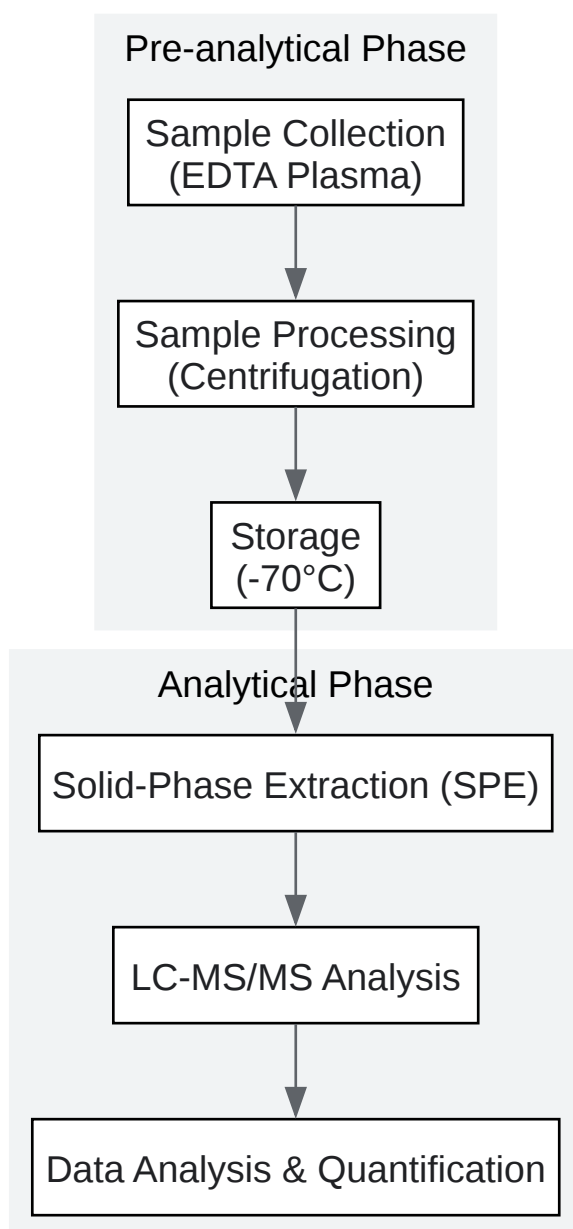 Pre-analytical Phase
Sample Collection
(EDTA Plasma)
Sample Processing
(Centrifugation)
Storage
(-70°C)
Analytical Phase
Solid-Phase Extraction (SPE)
LC-MS/MS Analysis
Data Analysis & Quantification